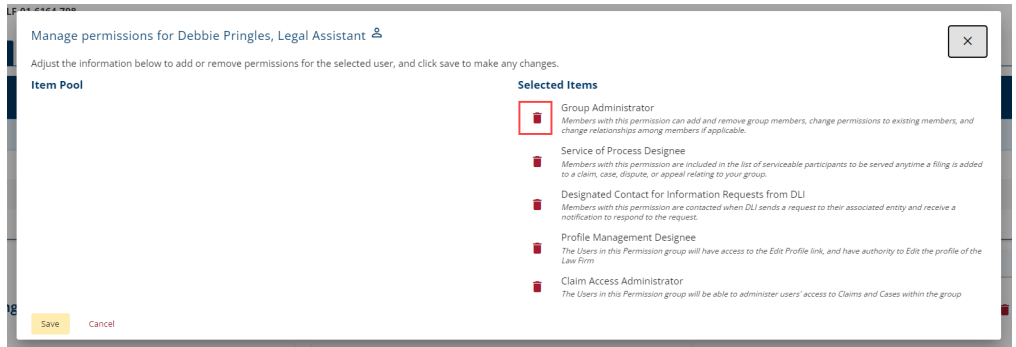 Manage permissions for Debbie Pringles, Legal Assistant
Adjust the information below to add or remove permissions for the selected user, and click save to make any changes.
Item Pool
Selected Items
Group Administrator
Members with this permission can add and remove group members, change permissions to existing members, and
change relationships among members if applicable.
Service of Process Designee
Members with this permission are included in the list of serviceable participants to be served anytime a filing is added
to a claim, case, dispute, or appeal relating to your group.
Designated Contact for Information Requests from DLI
Members with this permission are contacted when DLI sends a request to their associated entity and receive a
notification to respond to the request.
Profile Management Designee
The Users in this Permission group will have access to the Edit Profile link, and have authority to Edit the profile of the
Law Firm
Claim Access Administrator
The Users in this Permission group will be able to administer users' access to Claims and Cases within the group
Save
Cancel